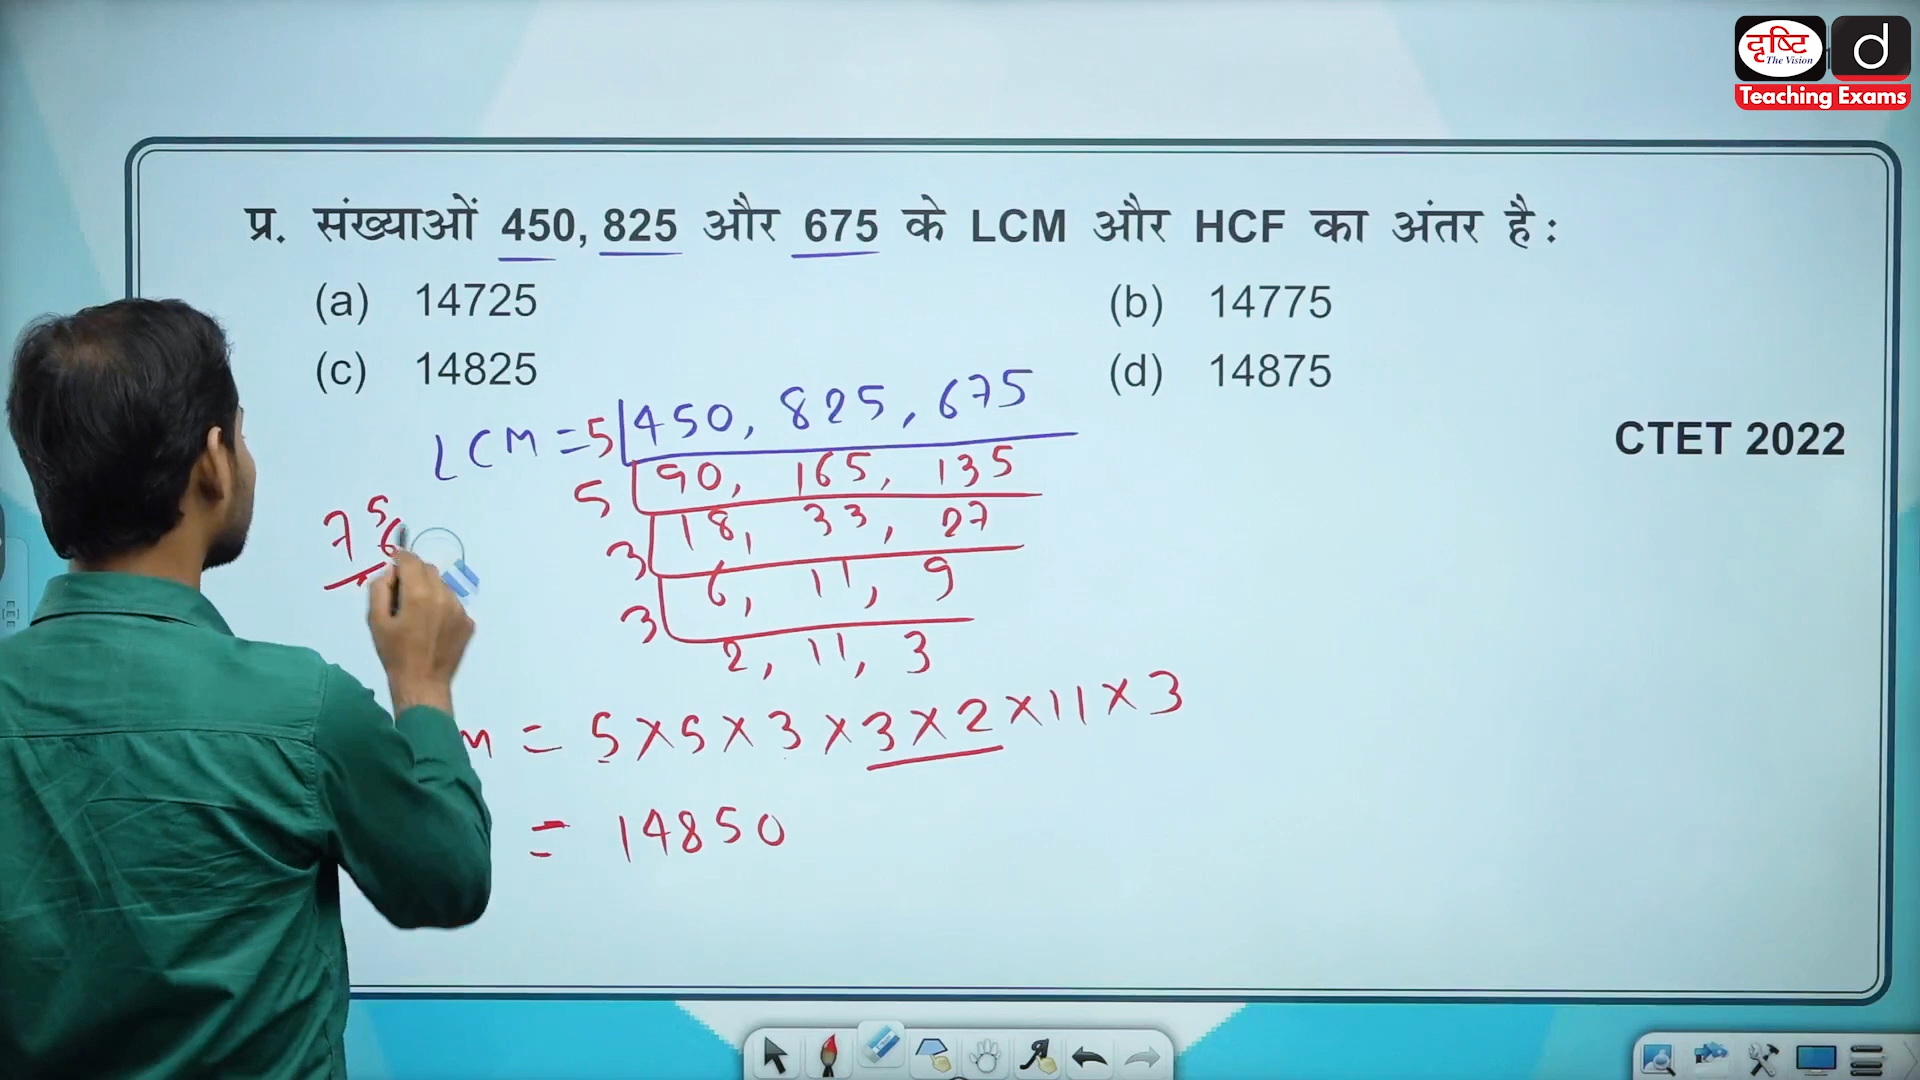 दृष्टि
The Vision
d
Teaching Exams
प्र. संख्याओं 450, 825 और 675 के LCM और HCF का अंतर है :
(a) 14725
(b) 14775
(c) 14825
(d) 14875
CTET 2022
LCM = 5 450, 825, 675
5 90, 165, 135
3 18, 33, 27
3 6, 11, 9
2, 11, 3
M = 5 × 5 × 3 × 3 × 2 × 11 × 3
= 14850